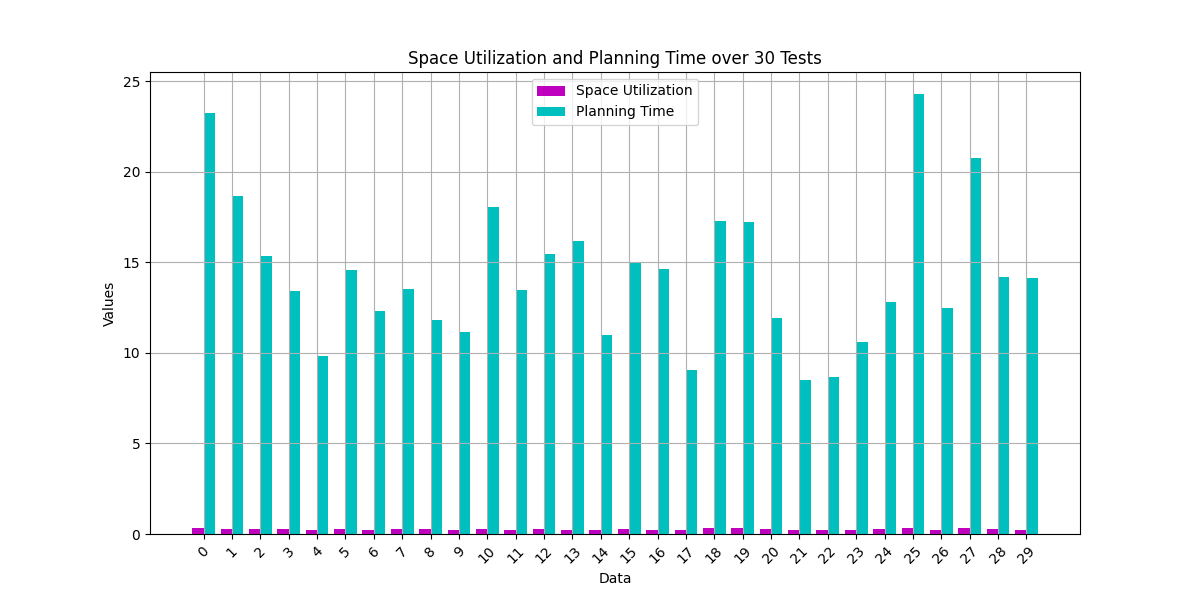 Space Utilization and Planning Time over 30 Tests
Space Utilization
Planning Time
25
20
15
10
5
0
Values
0 1 2 3 4 5 6 7 8 9 10 11 12 13 14 15 16 17 18 19 20 21 22 23 24 25 26 27 28 29
Data